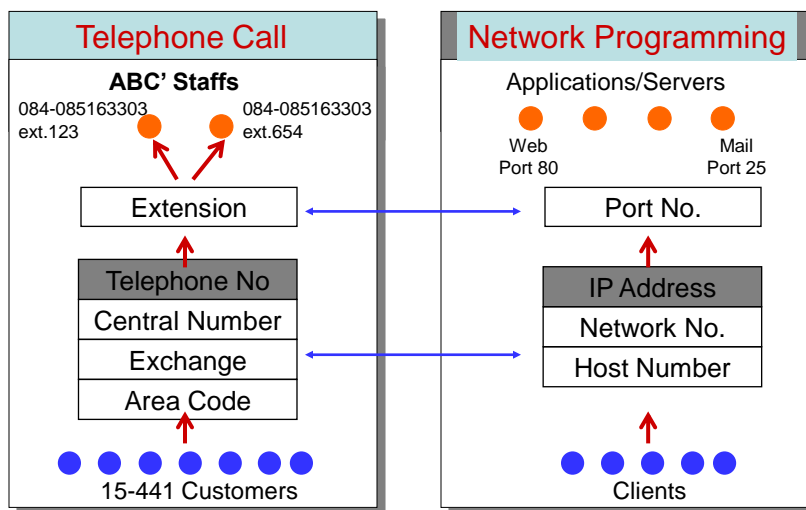 Telephone Call
ABC' Staffs
084-085163303
ext.123
084-085163303
ext.654
Extension
Telephone No
Central Number
Exchange
Area Code
15-441 Customers
Network Programming
Applications/Servers
Web
Port 80
Mail
Port 25
Port No.
IP Address
Network No.
Host Number
Clients